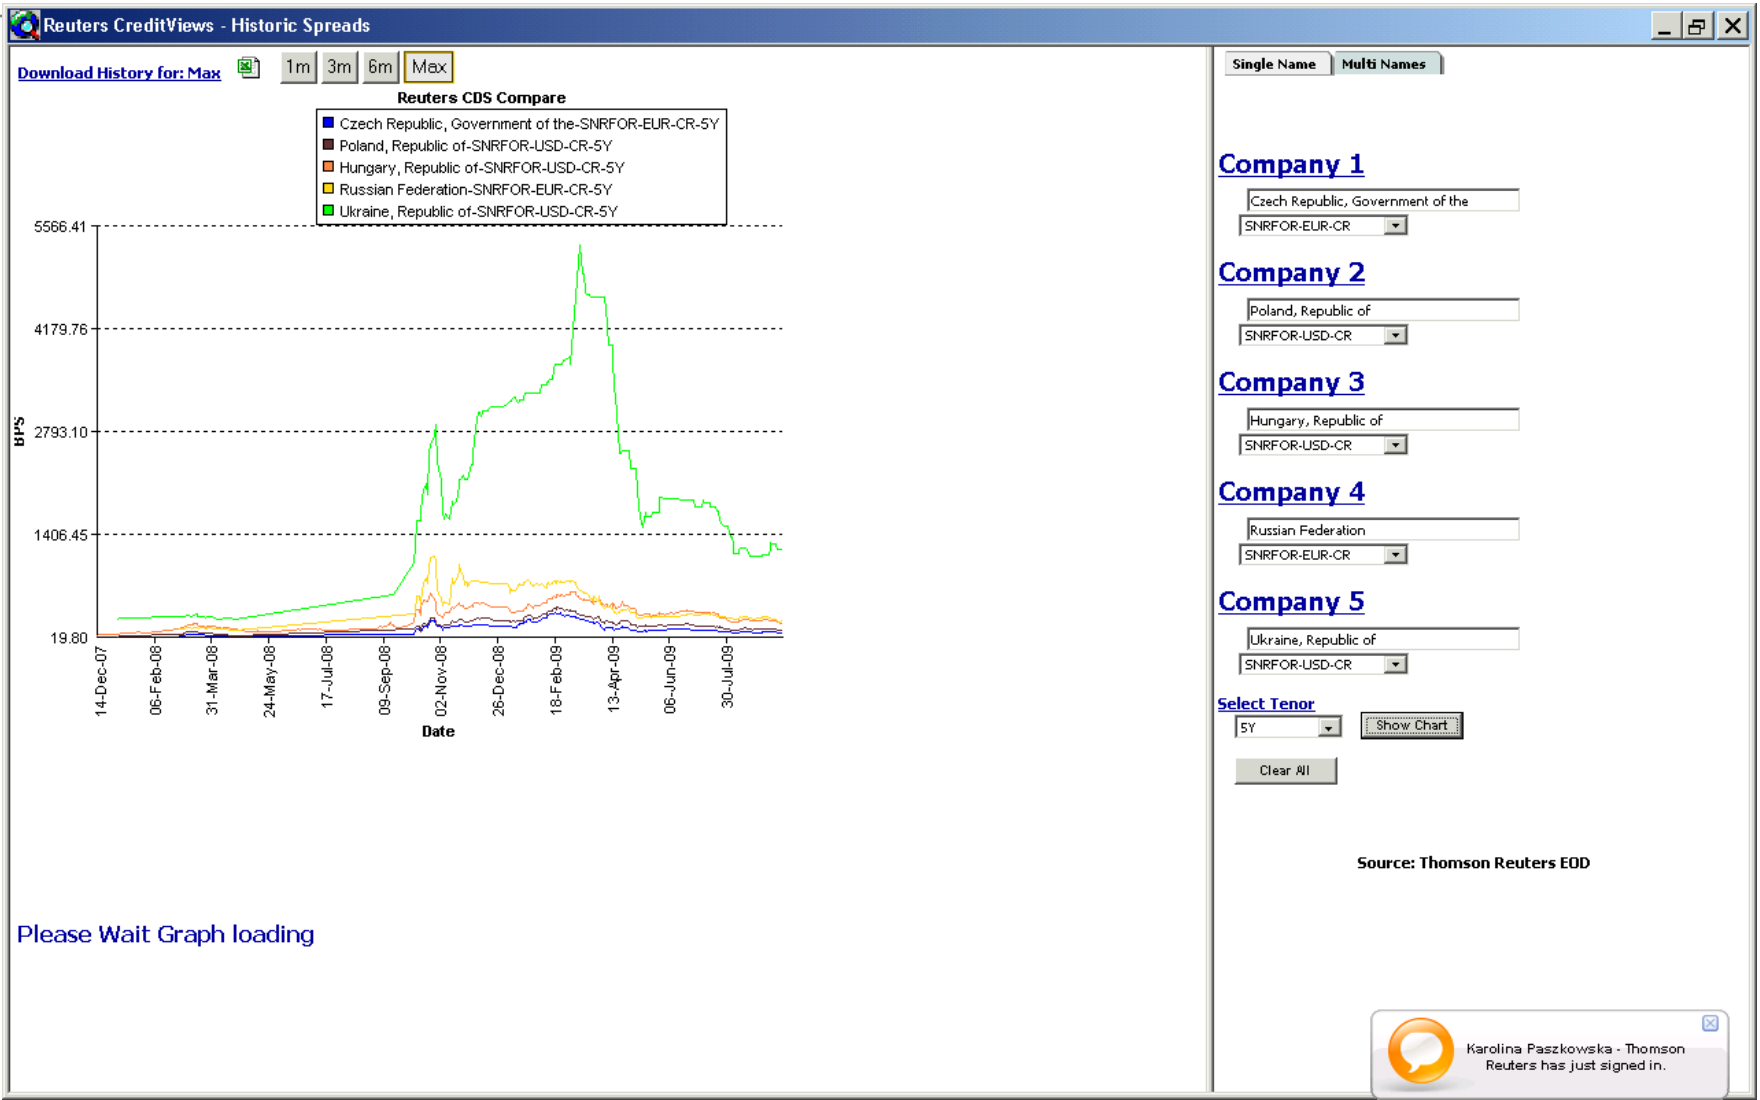 Reuters CreditViews - Historic Spreads
Download History for: Max
1m 3m 6m Max
Reuters CDS Compare
Czech Republic, Government of the-SNRFOR-EUR-CR-5Y
Poland, Republic of-SNRFOR-USD-CR-5Y
Hungary, Republic of-SNRFOR-USD-CR-5Y
Russian Federation-SNRFOR-EUR-CR-5Y
Ukraine, Republic of-SNRFOR-USD-CR-5Y
5566.41
4179.76
2793.10
1406.45
19.80
BPS
14-Dec-07
06-Feb-08
31-Mar-08
24-May-08
17-Jul-08
09-Sep-08
02-Nov-08
26-Dec-08
18-Feb-09
13-Apr-09
06-Jun-09
30-Jul-09
Date
Please Wait Graph loading
Single Name Multi Names
Company 1
Czech Republic, Government of the
SNRFOR-EUR-CR
Company 2
Poland, Republic of
SNRFOR-USD-CR
Company 3
Hungary, Republic of
SNRFOR-USD-CR
Company 4
Russian Federation
SNRFOR-EUR-CR
Company 5
Ukraine, Republic of
SNRFOR-USD-CR
Select Tenor
5Y Show Chart
Clear All
Source: Thomson Reuters EOD
Karolina Paszkowska - Thomson
Reuters has just signed in.